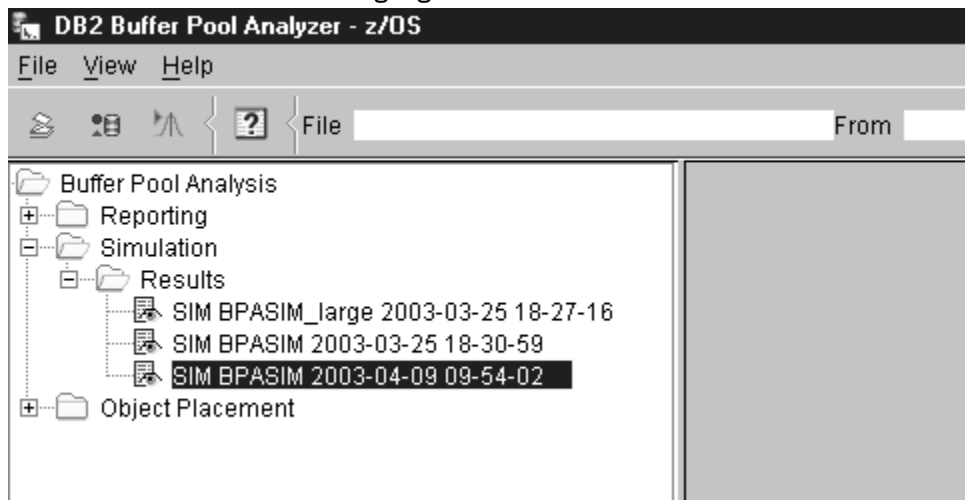 DB2 Buffer Pool Analyzer - z/OS
File View Help
? File From
Buffer Pool Analysis
Reporting
Simulation
Results
SIM BPASIM_large 2003-03-25 18-27-16
SIM BPASIM 2003-03-25 18-30-59
SIM BPASIM 2003-04-09 09-54-02
Object Placement